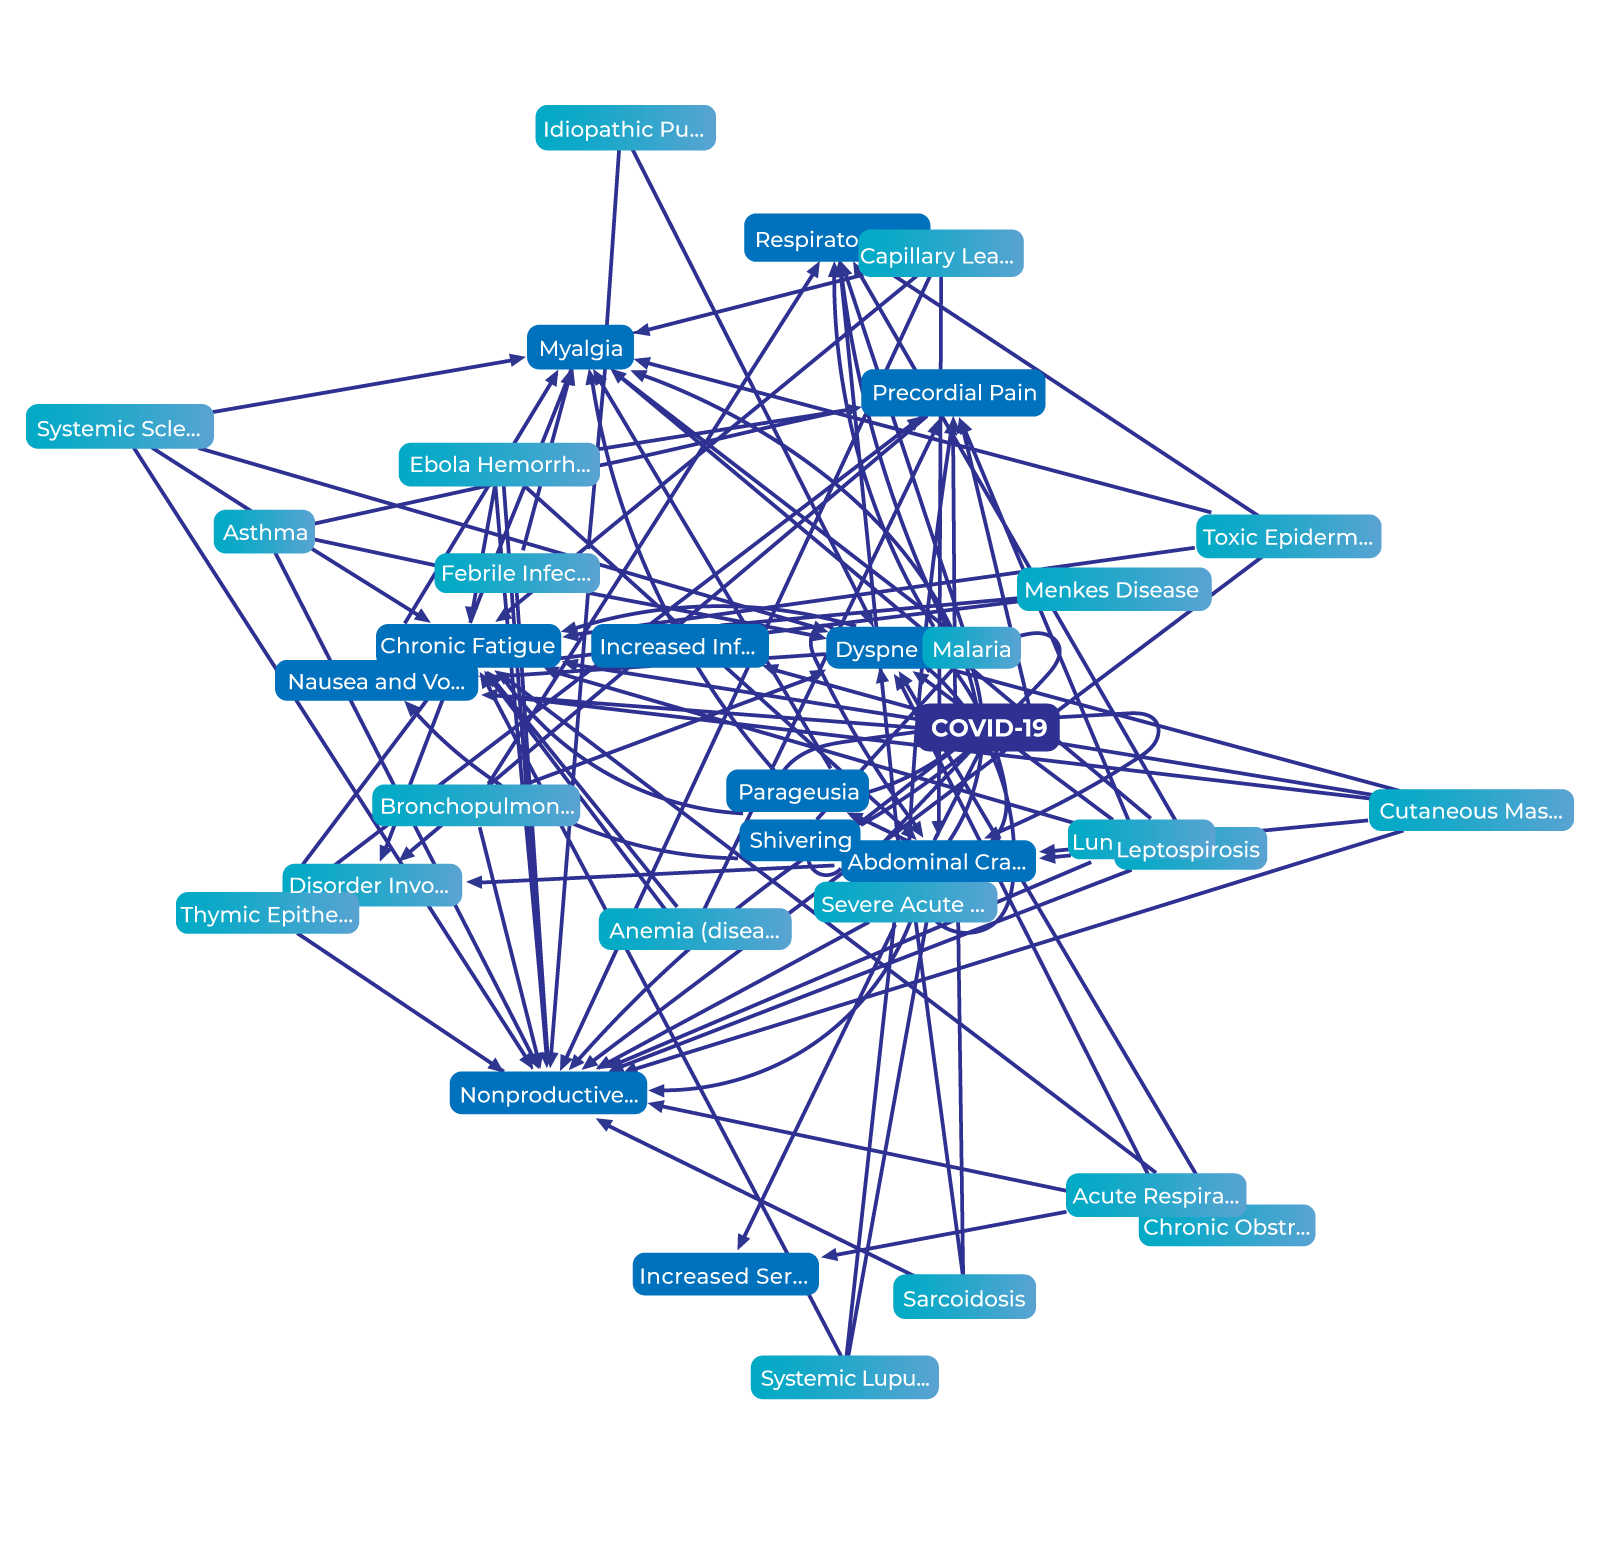 Idiopathic Pu...
Respirato
Capillary Lea...
Myalgia
Precordial Pain
Systemic Scle...
Ebola Hemorrh...
Asthma
Toxic Epiderm...
Febrile Infec...
Menkes Disease
Chronic Fatigue
Increased Inf...
Dyspne
Malaria
Nausea and Vo...
COVID-19
Parageusia
Bronchopulmon...
Cutaneous Mas...
Shivering
Lun
Leptospirosis
Abdominal Cra...
Disorder Invo...
Severe Acute ...
Thymic Epithe...
Anemia (disea...
Nonproductive...
Acute Respira...
Chronic Obstr...
Increased Ser...
Sarcoidosis
Systemic Lupu...